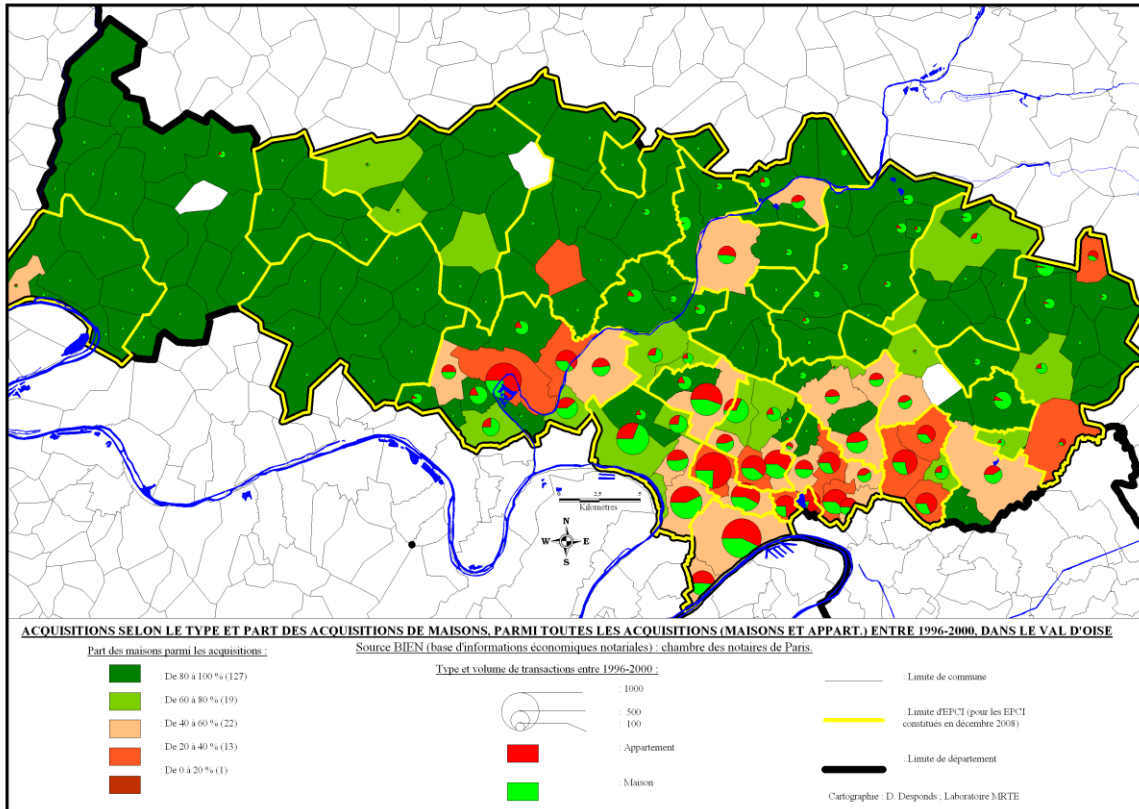 0 2.5 5
Kilomètres
N
W E
S
ACQUISITIONS SELON LE TYPE ET PART DES ACQUISITIONS DE MAISONS, PARMI TOUTES LES ACQUISITIONS (MAISONS ET APPART.) ENTRE 1996-2000, DANS LE VAL D'OISE
Source BIEN (base d'informations économiques notariales) : chambre des notaires de Paris.
Part des maisons parmi les acquisitions :
: De 80 à 100 % (127)
: De 60 à 80 % (19)
: De 40 à 60 % (22)
: De 20 à 40 % (13)
: De 0 à 20 % (1)
Type et volume de transactions entre 1996-2000 :
: 1000
: 500
: 100
: Appartement
: Maison
: Limite de commune
: Limite d'EPCI (pour les EPCI
constitués en décembre 2008)
: Limite de département
Cartographie : D. Desponds ; Laboratoire MRTE